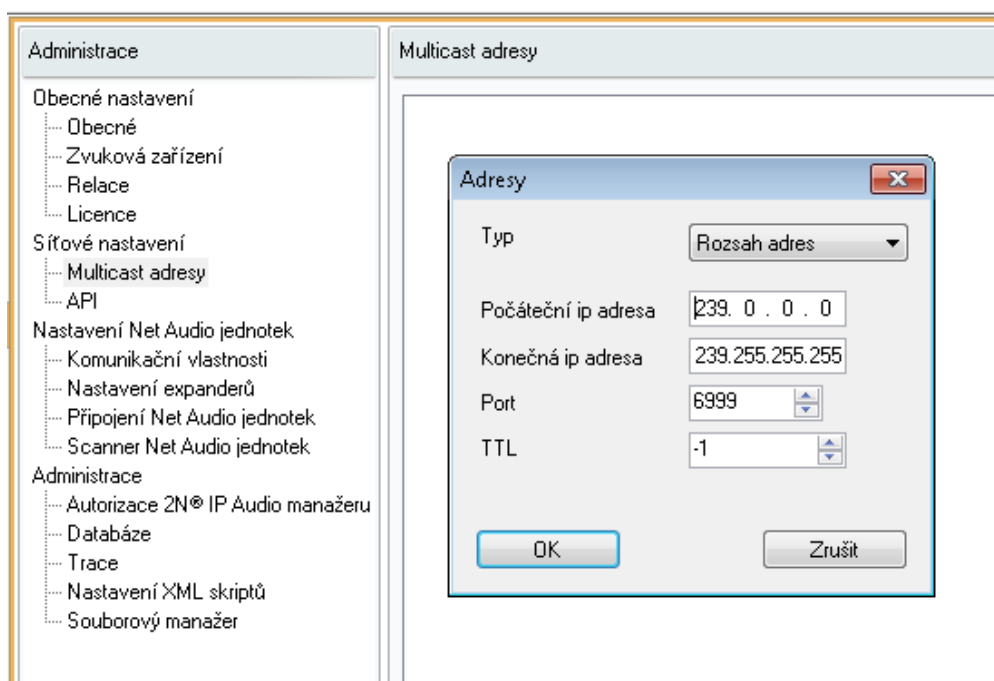 Administrace
Obecné nastavení
Obecné
Zvuková zařízení
Relace
Licence
Síťové nastavení
Multicast adresy
API
Nastavení Net Audio jednotek
Komunikační vlastnosti
Nastavení expanderů
Připojení Net Audio jednotek
Scanner Net Audio jednotek
Administrace
Autorizace 2N® IP Audio manažeru
Databáze
Trace
Nastavení XML skriptů
Souborový manažer
Multicast adresy
Adresy
Typ Rozsah adres
Počáteční ip adresa 239. 0 . 0 . 0
Konečná ip adresa 239.255.255.255
Port 6999
TTL -1
OK Zrušit